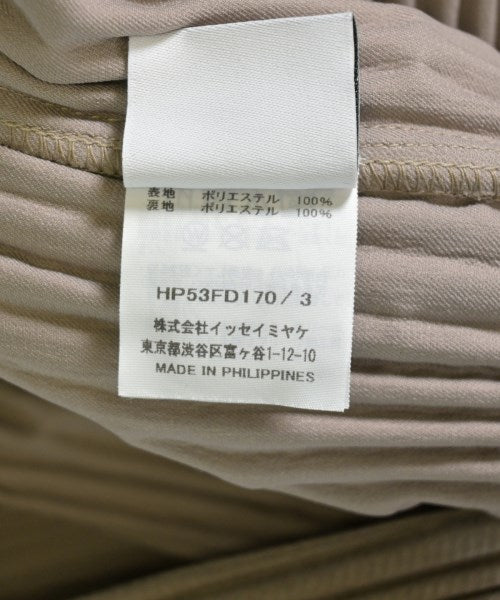 表地 ポリエステル 100%
裏地 ポリエステル 100%
HP53FD170 / 3
株式会社イッセイミヤケ
東京都渋谷区富ヶ谷1-12-10
MADE IN PHILIPPINES